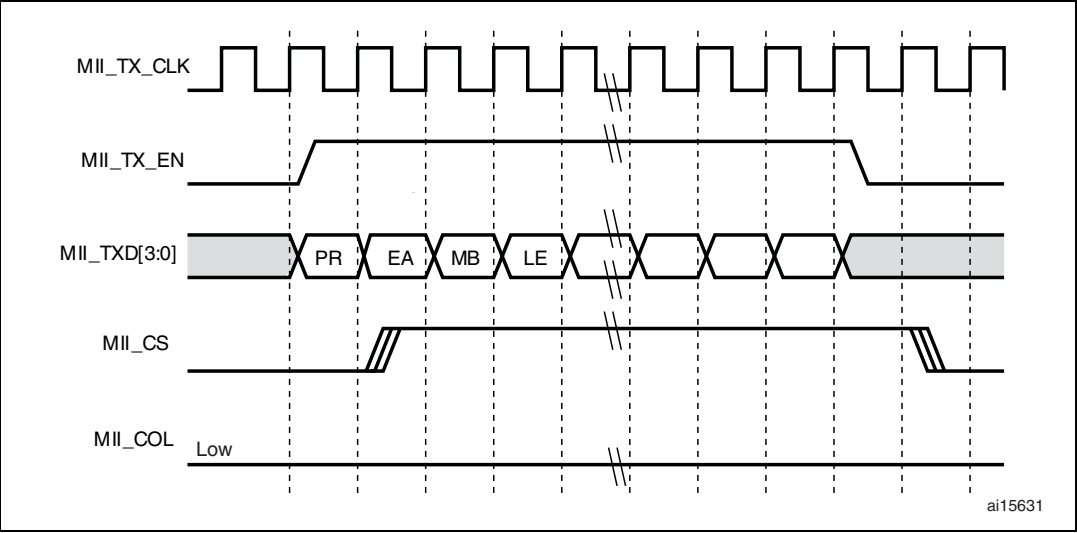 MII_TX_CLK
MII_TX_EN
MII_TXD[3:0]
PR EA MB LE
MII_CS
MII_COL
Low
ai15631